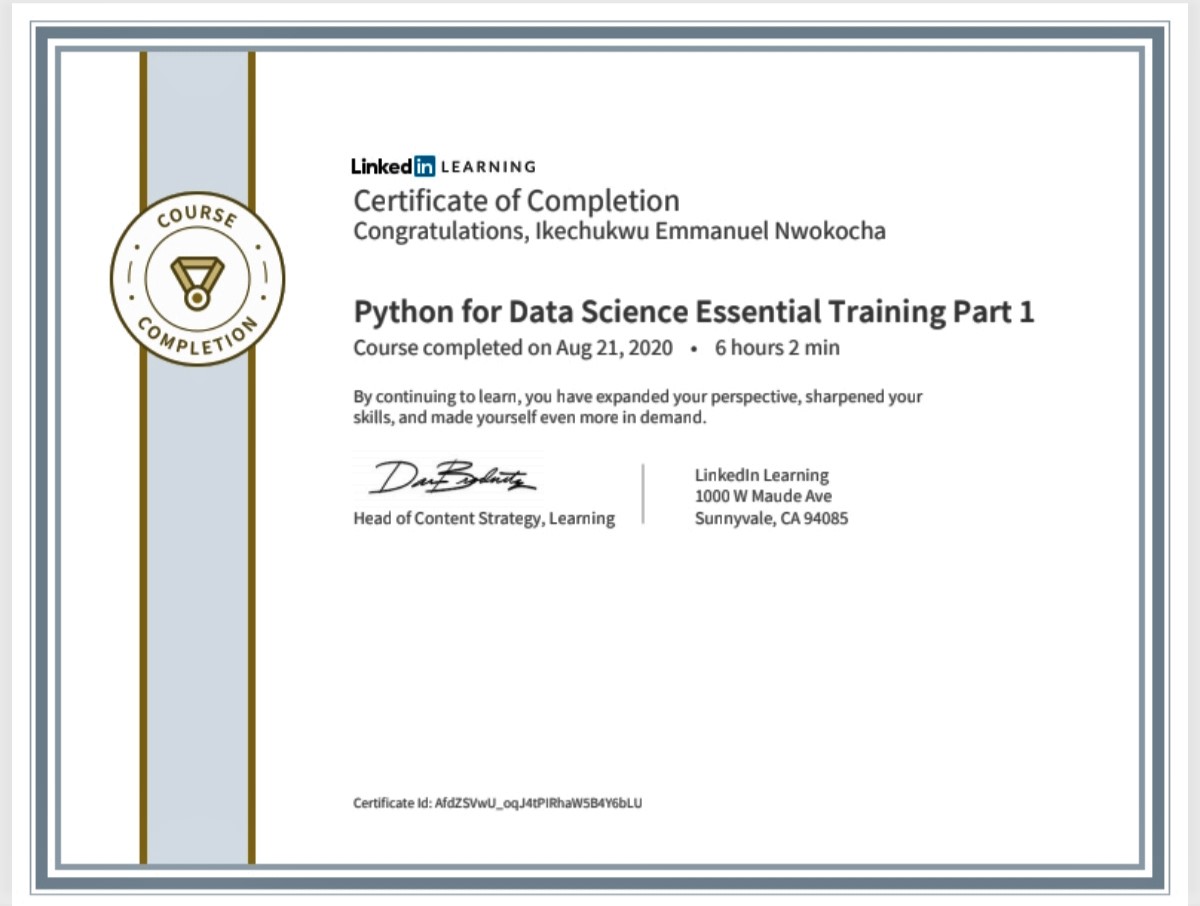 COURSE
COMPLETION
Linked in LEARNING
Certificate of Completion
Congratulations, Ikechukwu Emmanuel Nwokocha
Python for Data Science Essential Training Part 1
Course completed on Aug 21, 2020 • 6 hours 2 min
By continuing to learn, you have expanded your perspective, sharpened your
skills, and made yourself even more in demand.
Head of Content Strategy, Learning
LinkedIn Learning
1000 W Maude Ave
Sunnyvale, CA 94085
Certificate Id: AfdZSVwU_oqJ4tPIRhaW5B4Y6bLU